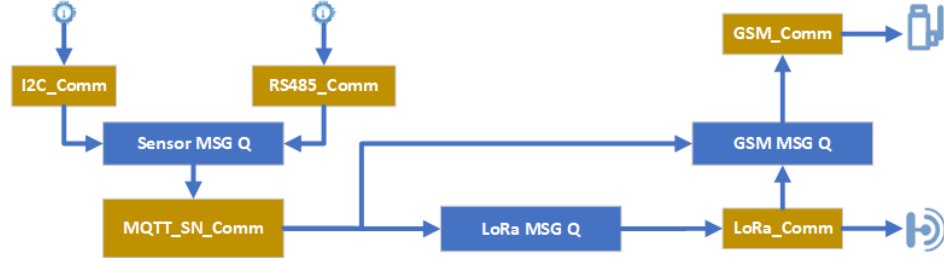 GSM_Comm
I2C_Comm
RS485_Comm
Sensor MSG Q
GSM MSG Q
MQTT_SN_Comm
LoRa MSG Q
LoRa_Comm